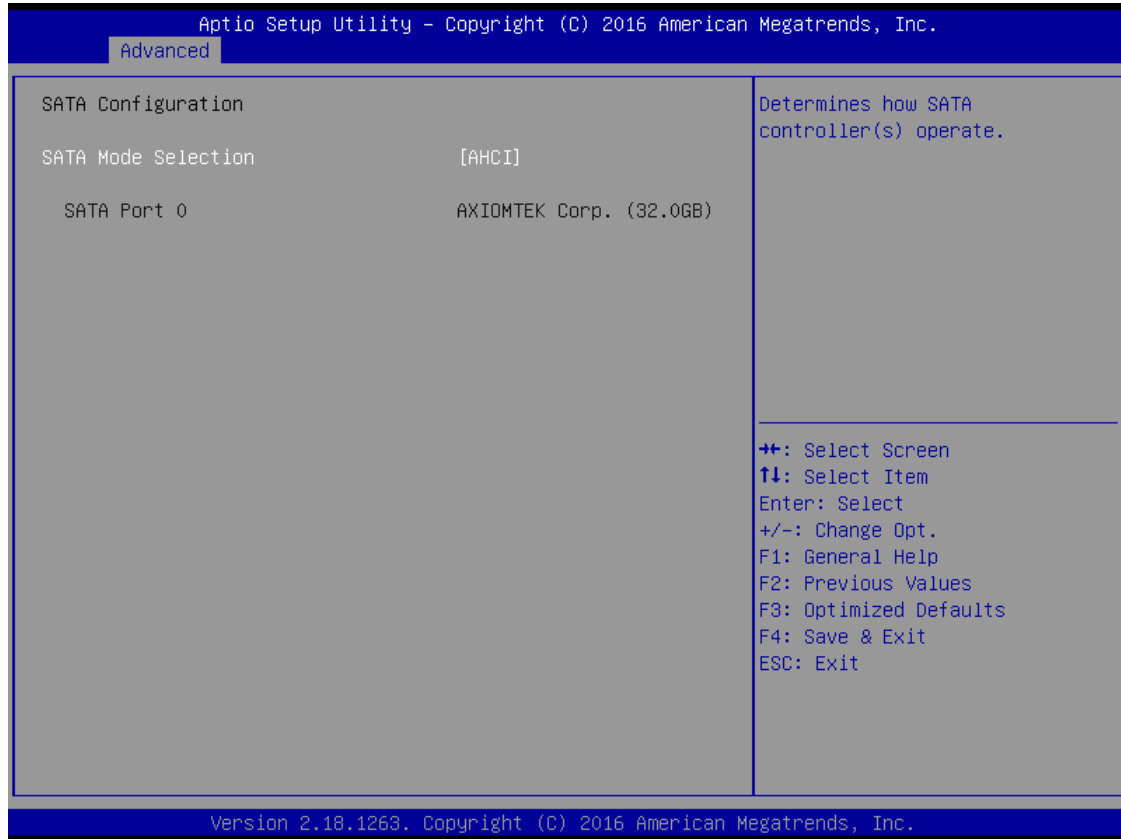 Aptio Setup Utility – Copyright (C) 2016 American Megatrends, Inc.
Advanced
SATA Configuration
SATA Mode Selection [AHCI]
SATA Port 0 AXIOMTEK Corp. (32.0GB)
Determines how SATA
controller(s) operate.
→←: Select Screen
↑↓: Select Item
Enter: Select
+/-: Change Opt.
F1: General Help
F2: Previous Values
F3: Optimized Defaults
F4: Save & Exit
ESC: Exit
Version 2.18.1263. Copyright (C) 2016 American Megatrends, Inc.